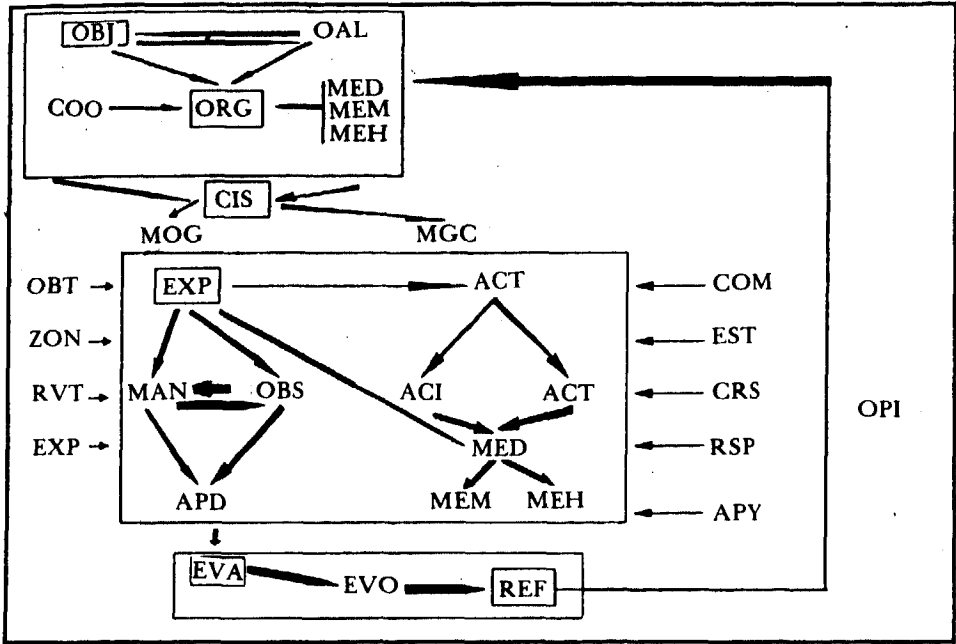 OBJ OAL
COO ORG MED
MEM
MEH
CIS
MOG MGC
OBT EXP ACT COM
ZON EST
RVT MAN OBS ACI ACT CRS
OPI
EXP MED RSP
APD MEM MEH APY
EVA EVO REF